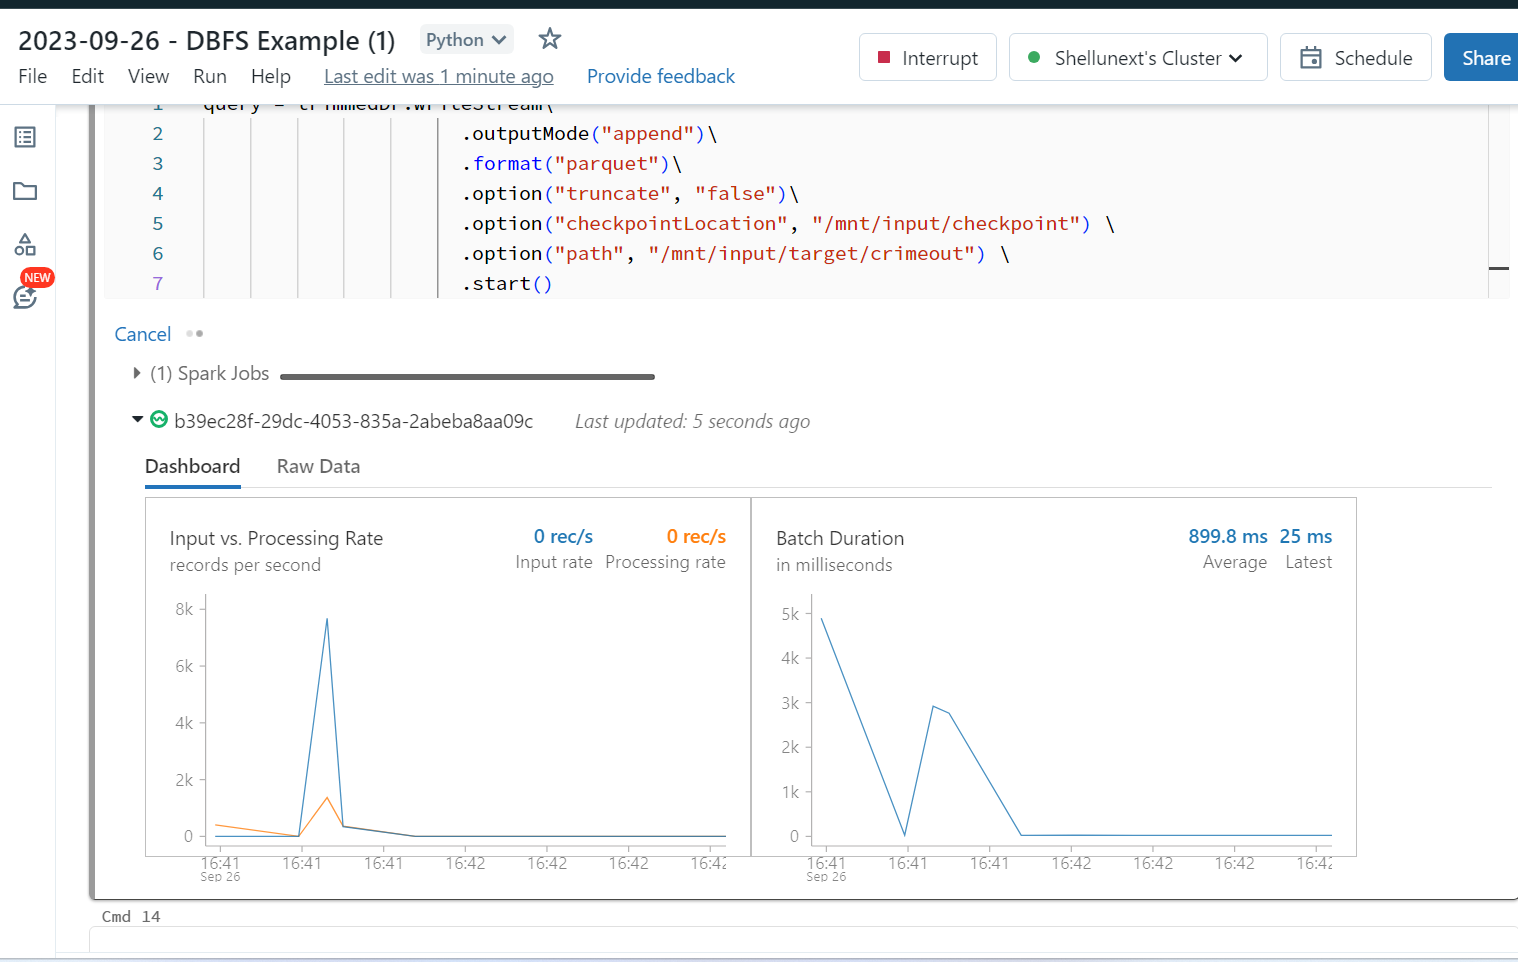 2023-09-26 - DBFS Example (1) Python
Interrupt Shellunext's Cluster Schedule Share
File Edit View Run Help Last edit was 1 minute ago Provide feedback
NEW
1 query =
2 .outputMode("append")\
3 .format("parquet")\
4 .option("truncate", "false")\
5 .option("checkpointLocation", "/mnt/input/checkpoint") \
6 .option("path", "/mnt/input/target/crimeout") \
7 .start()
Cancel
(1) Spark Jobs
b39ec28f-29dc-4053-835a-2abeba8aa09c Last updated: 5 seconds ago
Dashboard Raw Data
Input vs. Processing Rate 0 rec/s 0 rec/s
records per second Input rate Processing rate
8k
6k
4k
2k
0
16:41 16:41 16:41 16:42 16:42 16:42 16:42
Sep 26
Batch Duration 899.8 ms 25 ms
in milliseconds Average Latest
5k
4k
3k
2k
1k
0
16:41 16:41 16:41 16:42 16:42 16:42 16:42
Sep 26
Cmd 14